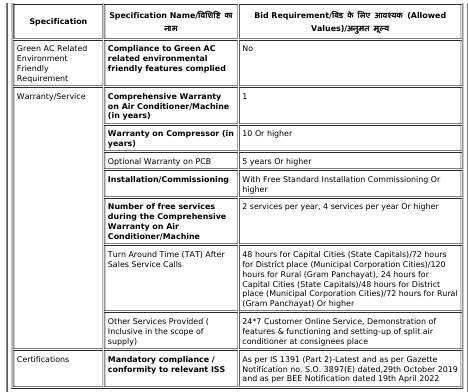 Specification
Specification Name/विशिष्टि का
नाम
Bid Requirement/बिड के लिए आवश्यक (Allowed
Values)/अनुमत मूल्य
Green AC Related
Environment
Friendly
Requirement
Compliance to Green AC
related environmental
friendly features complied
No
Warranty/Service
Comprehensive Warranty
on Air Conditioner/Machine
(in years)
1
Warranty on Compressor (in
years)
10 Or higher
Optional Warranty on PCB
5 years Or higher
Installation/Commissioning
With Free Standard Installation Commissioning Or
higher
Number of free services
during the Comprehensive
Warranty on Air
Conditioner/Machine
2 services per year, 4 services per year Or higher
Turn Around Time (TAT) After
Sales Service Calls
48 hours for Capital Cities (State Capitals)/72 hours
for District place (Municipal Corporation Cities)/120
hours for Rural (Gram Panchayat), 24 hours for
Capital Cities (State Capitals)/48 hours for District
place (Municipal Corporation Cities)/72 hours for Rural
(Gram Panchayat) Or higher
Other Services Provided (
Inclusive in the scope of
supply)
24*7 Customer Online Service, Demonstration of
features & functioning and setting-up of split air
conditioner at consignees place
Certifications
Mandatory compliance /
conformity to relevant ISS
As per IS 1391 (Part 2)-Latest and as per Gazette
Notification no. S.O. 3897(E) dated,29th October 2019
and as per BEE Notification dated 19th April 2022